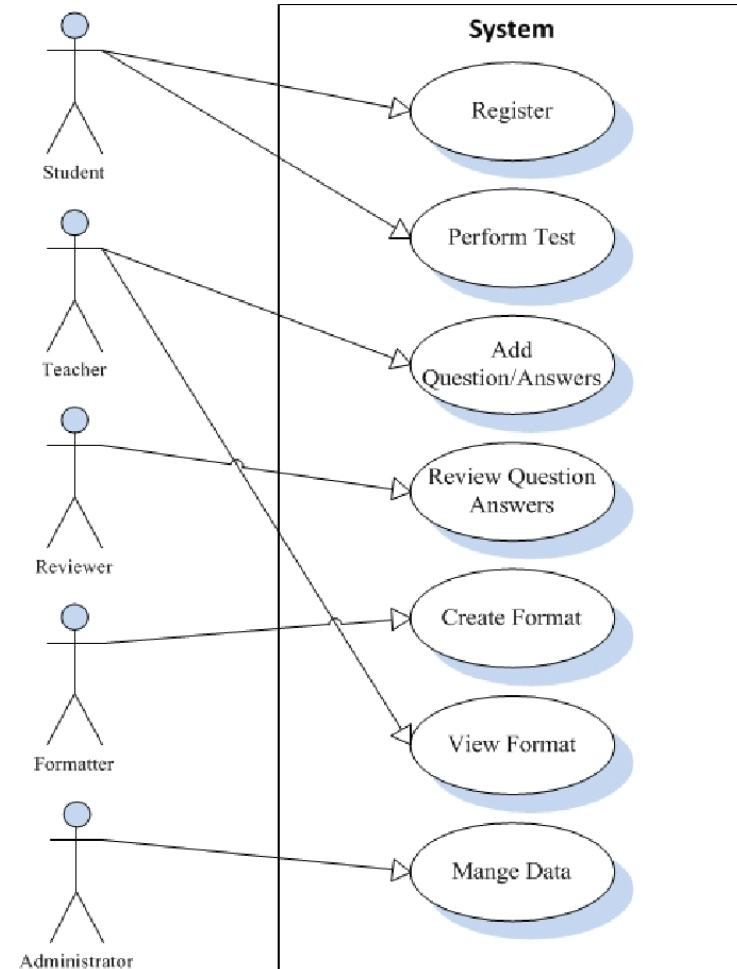 System
Register
Student
Perform Test
Add
Question/Answers
Teacher
Review Question
Answers
Reviewer
Create Format
Formatter
View Format
Mange Data
Administrator